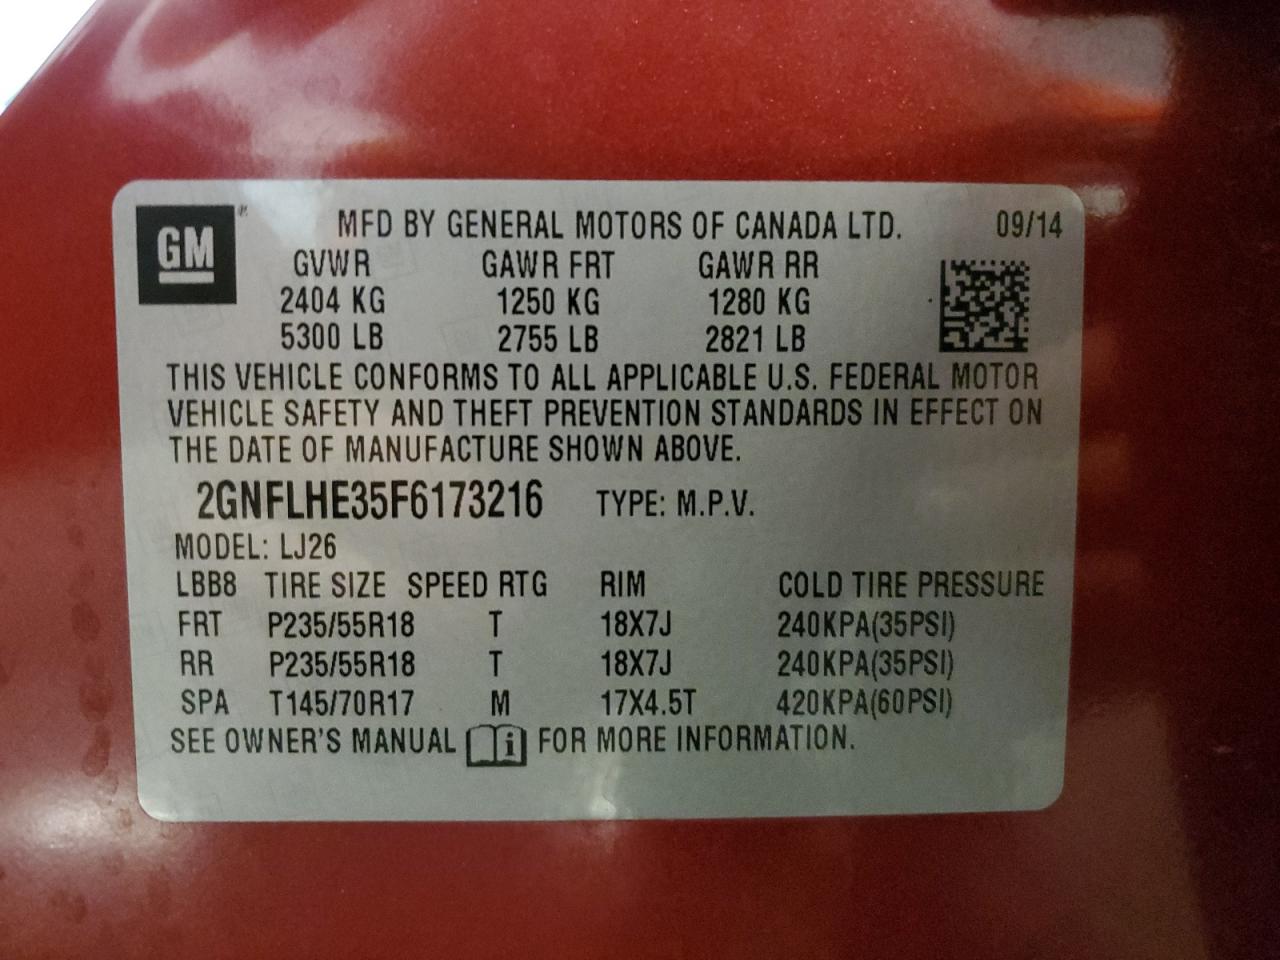 GM ® MFD BY GENERAL MOTORS OF CANADA LTD. 09/14
GVWR GAWR FRT GAWR RR
2404 KG 1250 KG 1280 KG
5300 LB 2755 LB 2821 LB
THIS VEHICLE CONFORMS TO ALL APPLICABLE U.S. FEDERAL MOTOR
VEHICLE SAFETY AND THEFT PREVENTION STANDARDS IN EFFECT ON
THE DATE OF MANUFACTURE SHOWN ABOVE.
2GNFLHE35F6173216 TYPE: M.P.V.
MODEL: LJ26
LBB8 TIRE SIZE SPEED RTG RIM COLD TIRE PRESSURE
FRT P235/55R18 T 18X7J 240KPA(35PSI)
RR P235/55R18 T 18X7J 240KPA(35PSI)
SPA T145/70R17 M 17X4.5T 420KPA(60PSI)
SEE OWNER'S MANUAL i FOR MORE INFORMATION.